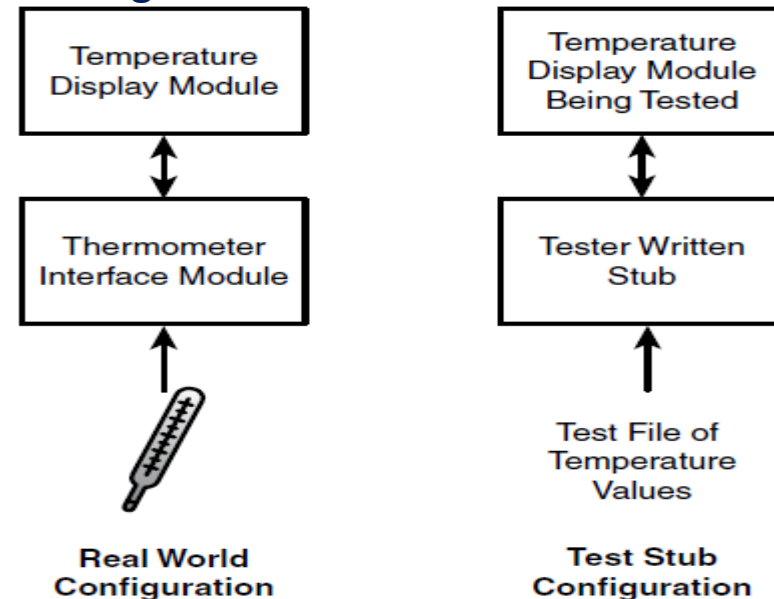 Temperature
Display Module
Thermometer
Interface Module
Real World
Configuration
Temperature
Display Module
Being Tested
Tester Written
Stub
Test File of
Temperature
Values
Test Stub
Configuration